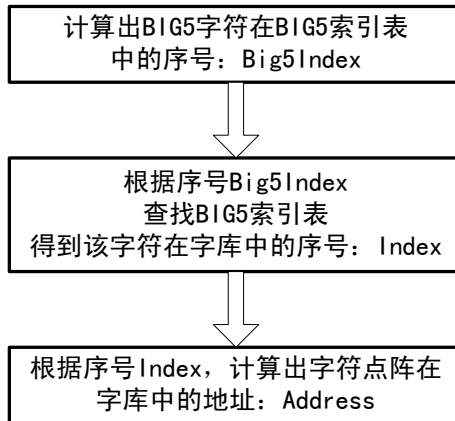 计算出BIG5字符在BIG5索引表
中的序号：Big5Index
根据序号Big5Index
查找BIG5索引表
得到该字符在字库中的序号：Index
根据序号Index，计算出字符点阵在
字库中的地址：Address